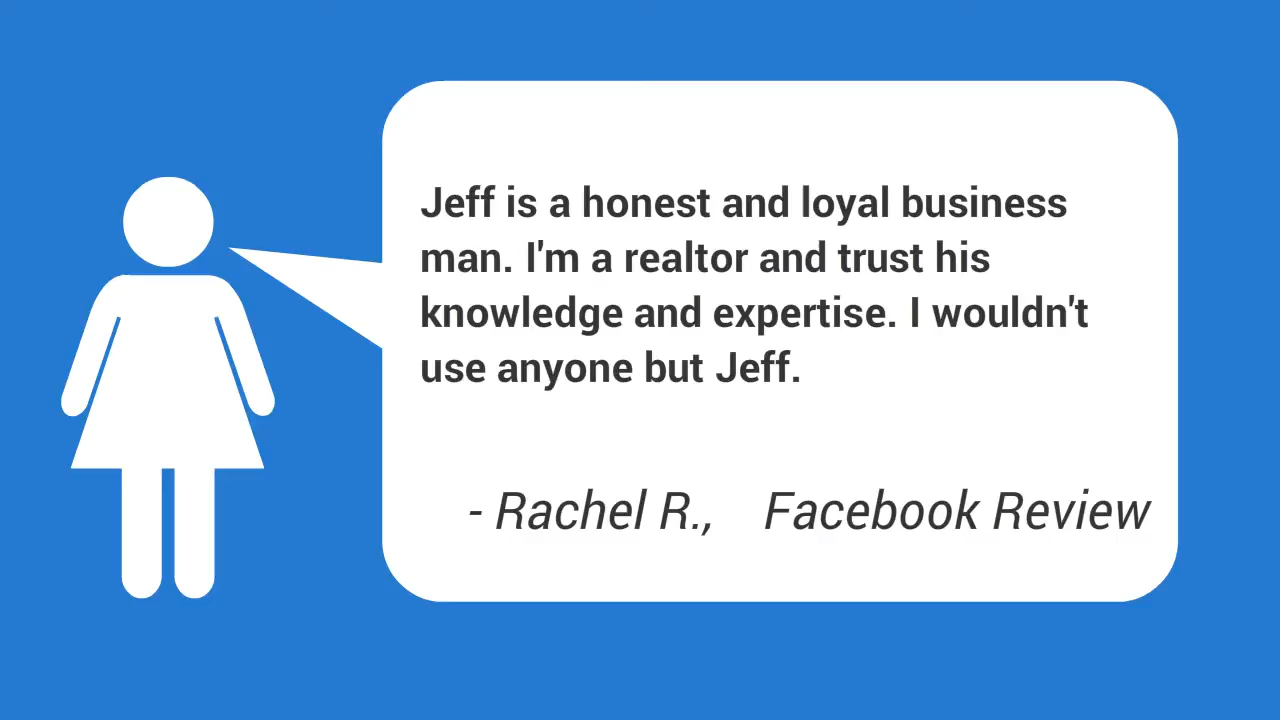 Jeff is a honest and loyal business
man. I'm a realtor and trust his
knowledge and expertise. I wouldn't
use anyone but Jeff.
- Rachel R., Facebook Review